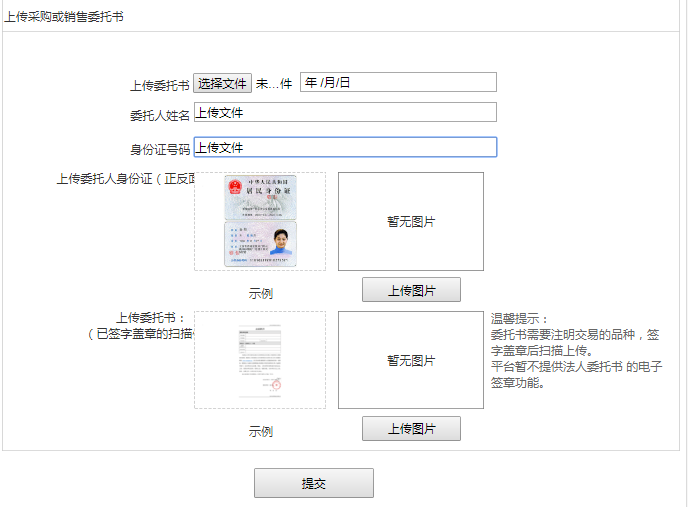 上传采购或销售委托书
上传委托书 选择文件 未...件 年 /月/日
委托人姓名 上传文件
身份证号码 上传文件
上传委托人身份证（正反面
中华人民共和国
居民身份证
暂无图片
示例
上传图片
上传委托书：
（已签字盖章的扫描
暂无图片
温馨提示：
委托书需要注明交易的品种，签
字盖章后扫描上传。
平台暂不提供法人委托书 的电子
签章功能。
示例
上传图片
提交